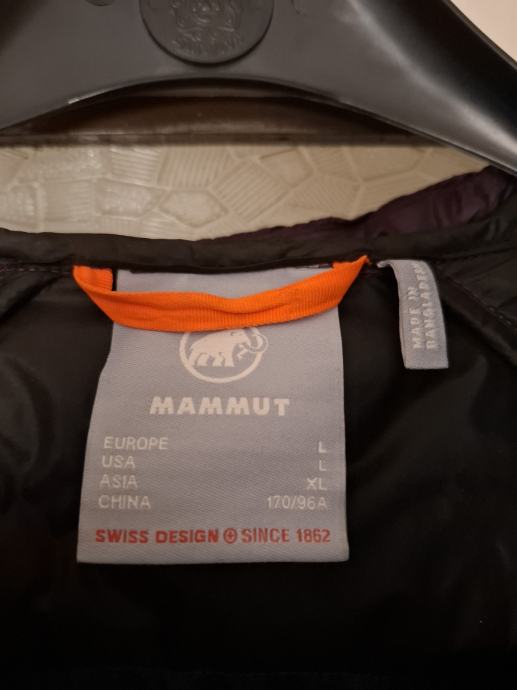 MAMMUT
EUROPE L
USA L
ASIA XL
CHINA 170/96A
SWISS DESIGN SINCE 1862
MADE IN
BANGLADESH